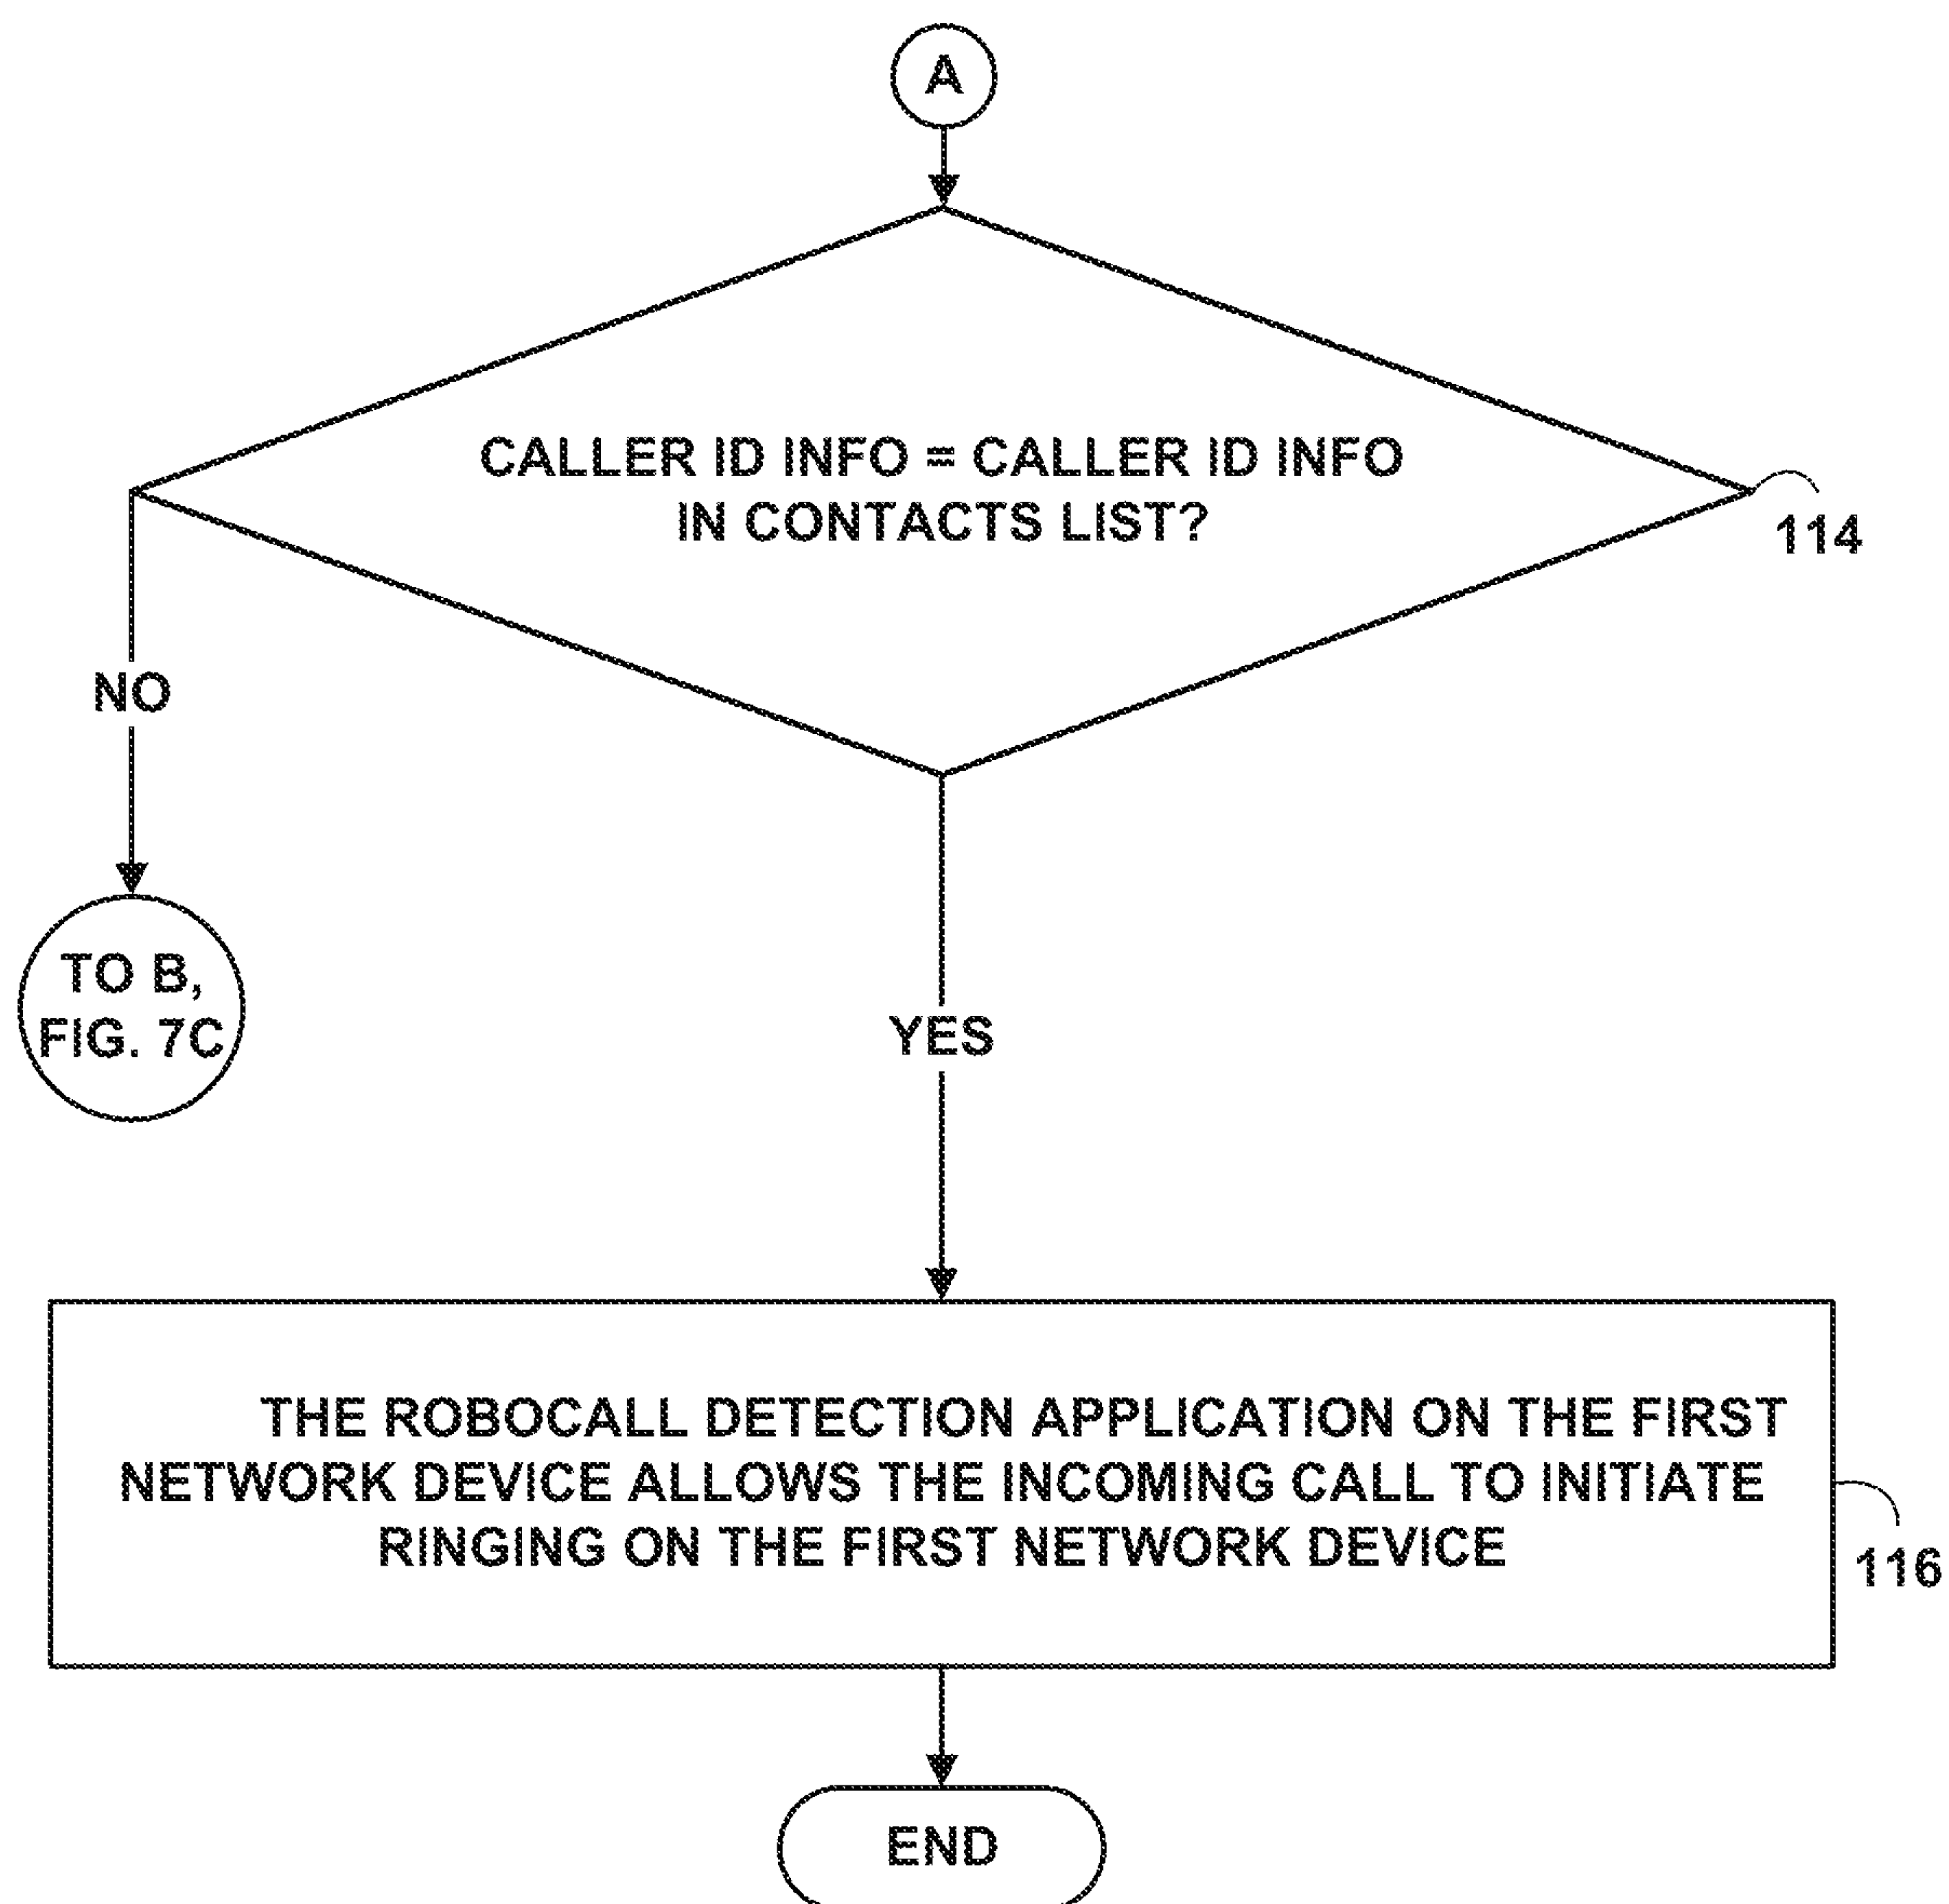 A
CALLER ID INFO = CALLER ID INFO
IN CONTACTS LIST?
114
NO
TO B,
FIG. 7C
YES
THE ROBOCALL DETECTION APPLICATION ON THE FIRST
NETWORK DEVICE ALLOWS THE INCOMING CALL TO INITIATE
RINGING ON THE FIRST NETWORK DEVICE
116
END